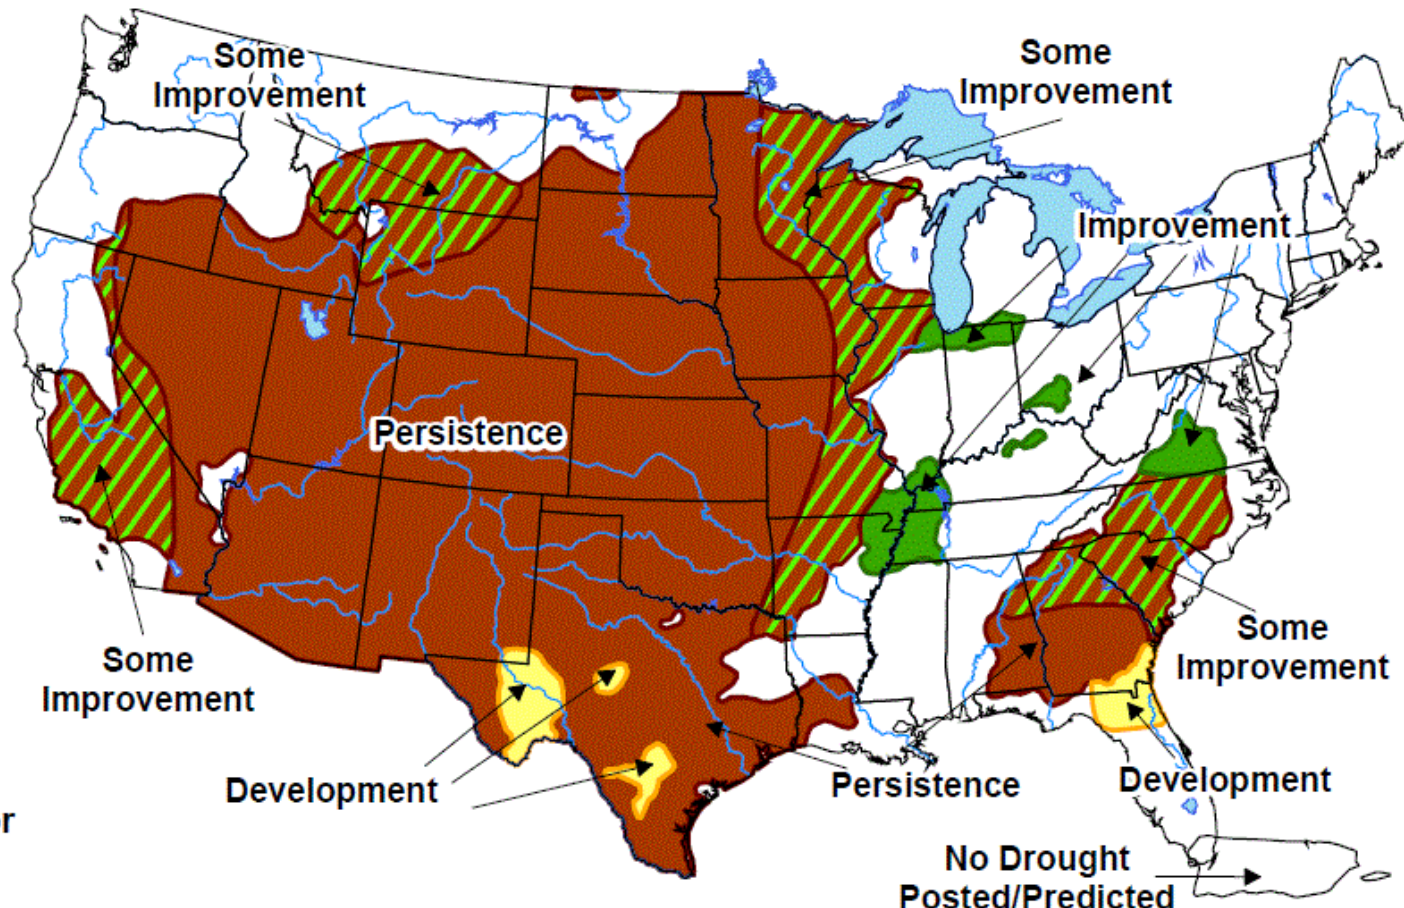 Some
Improvement
Some
Improvement
Improvement
Persistence
Some
Improvement
Some
Improvement
Development
Persistence
Development
No Drought
Posted/Predicted